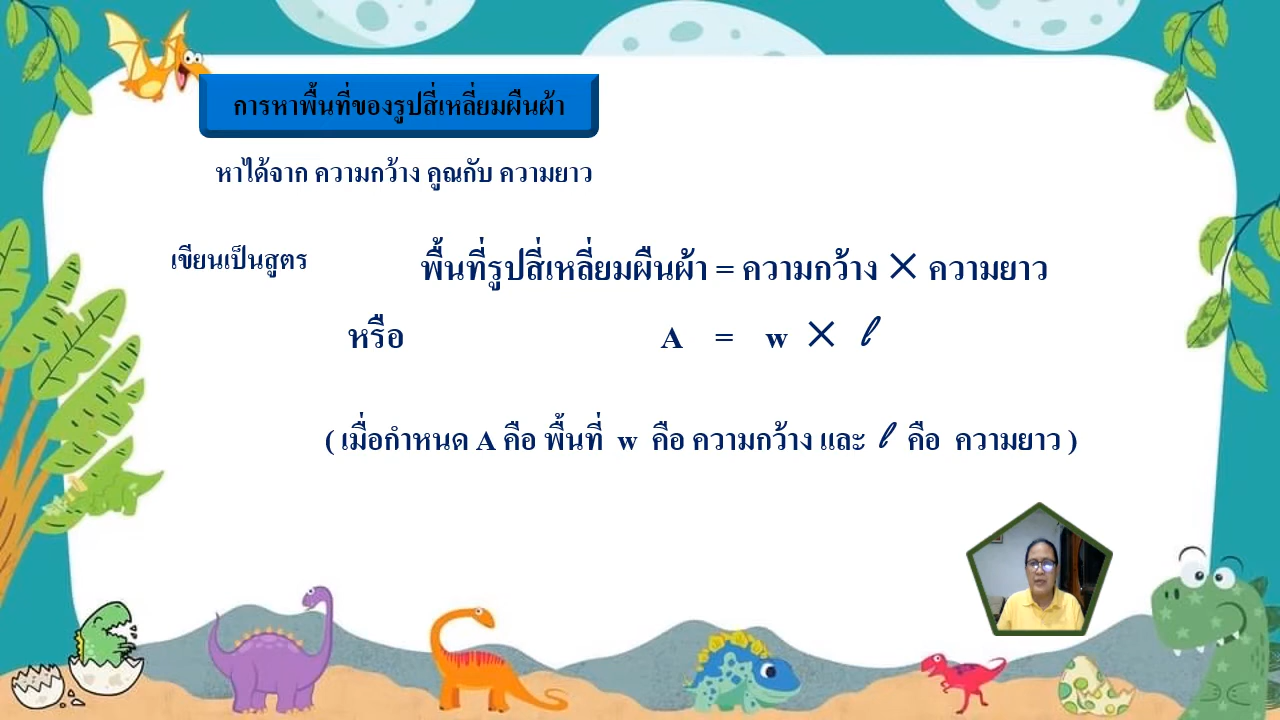 การหาพื้นที่ของรูปสี่เหลี่ยมผืนผ้า
หาได้จาก ความกว้าง คูณกับ ความยาว
เขียนเป็นสูตร พื้นที่รูปสี่เหลี่ยมผืนผ้า = ความกว้าง × ความยาว
หรือ A = w × ℓ
( เมื่อกำหนด A คือ พื้นที่ w คือ ความกว้าง และ ℓ คือ ความยาว )